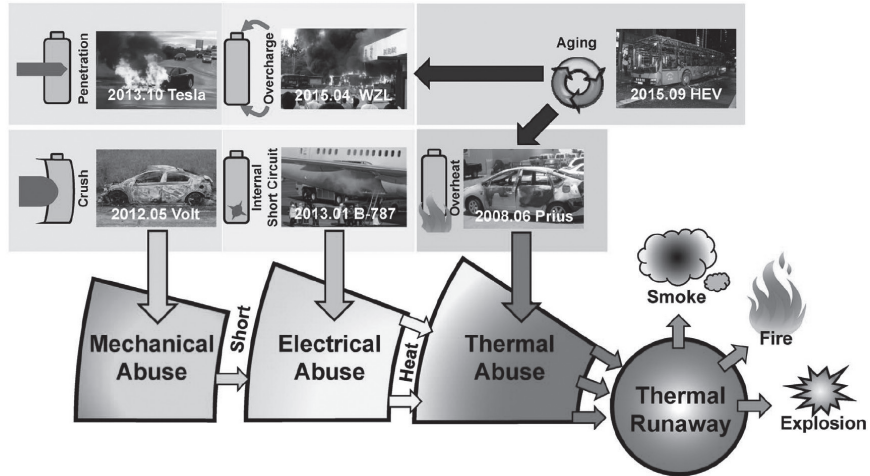 Penetration
2013.10 Tesla
Overcharge
2015.04, WZL
Aging
2015.09 HEV
Crush
2012.05 Volt
Internal
Short Circuit
2013.01 B-787
Overheat
2008.06 Prius
Mechanical
Abuse
Short
Electrical
Abuse
Heat
Thermal
Abuse
Thermal
Runaway
Smoke
Fire
Explosion